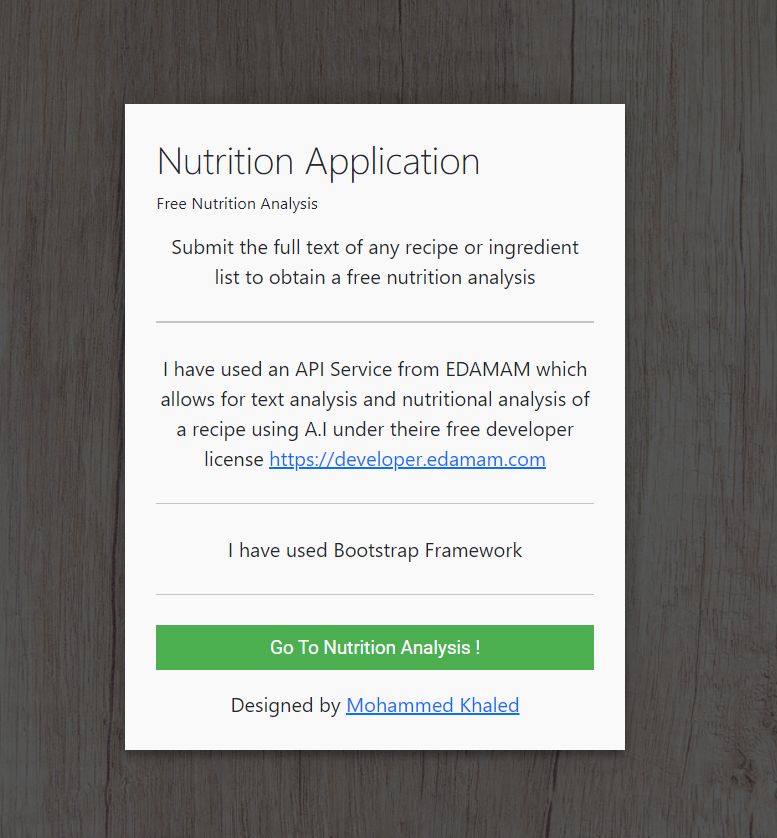 Nutrition Application
Free Nutrition Analysis
Submit the full text of any recipe or ingredient
list to obtain a free nutrition analysis
I have used an API Service from EDAMAM which
allows for text analysis and nutritional analysis of
a recipe using A.I under theire free developer
license https://developer.edamam.com
I have used Bootstrap Framework
Go To Nutrition Analysis !
Designed by Mohammed Khaled